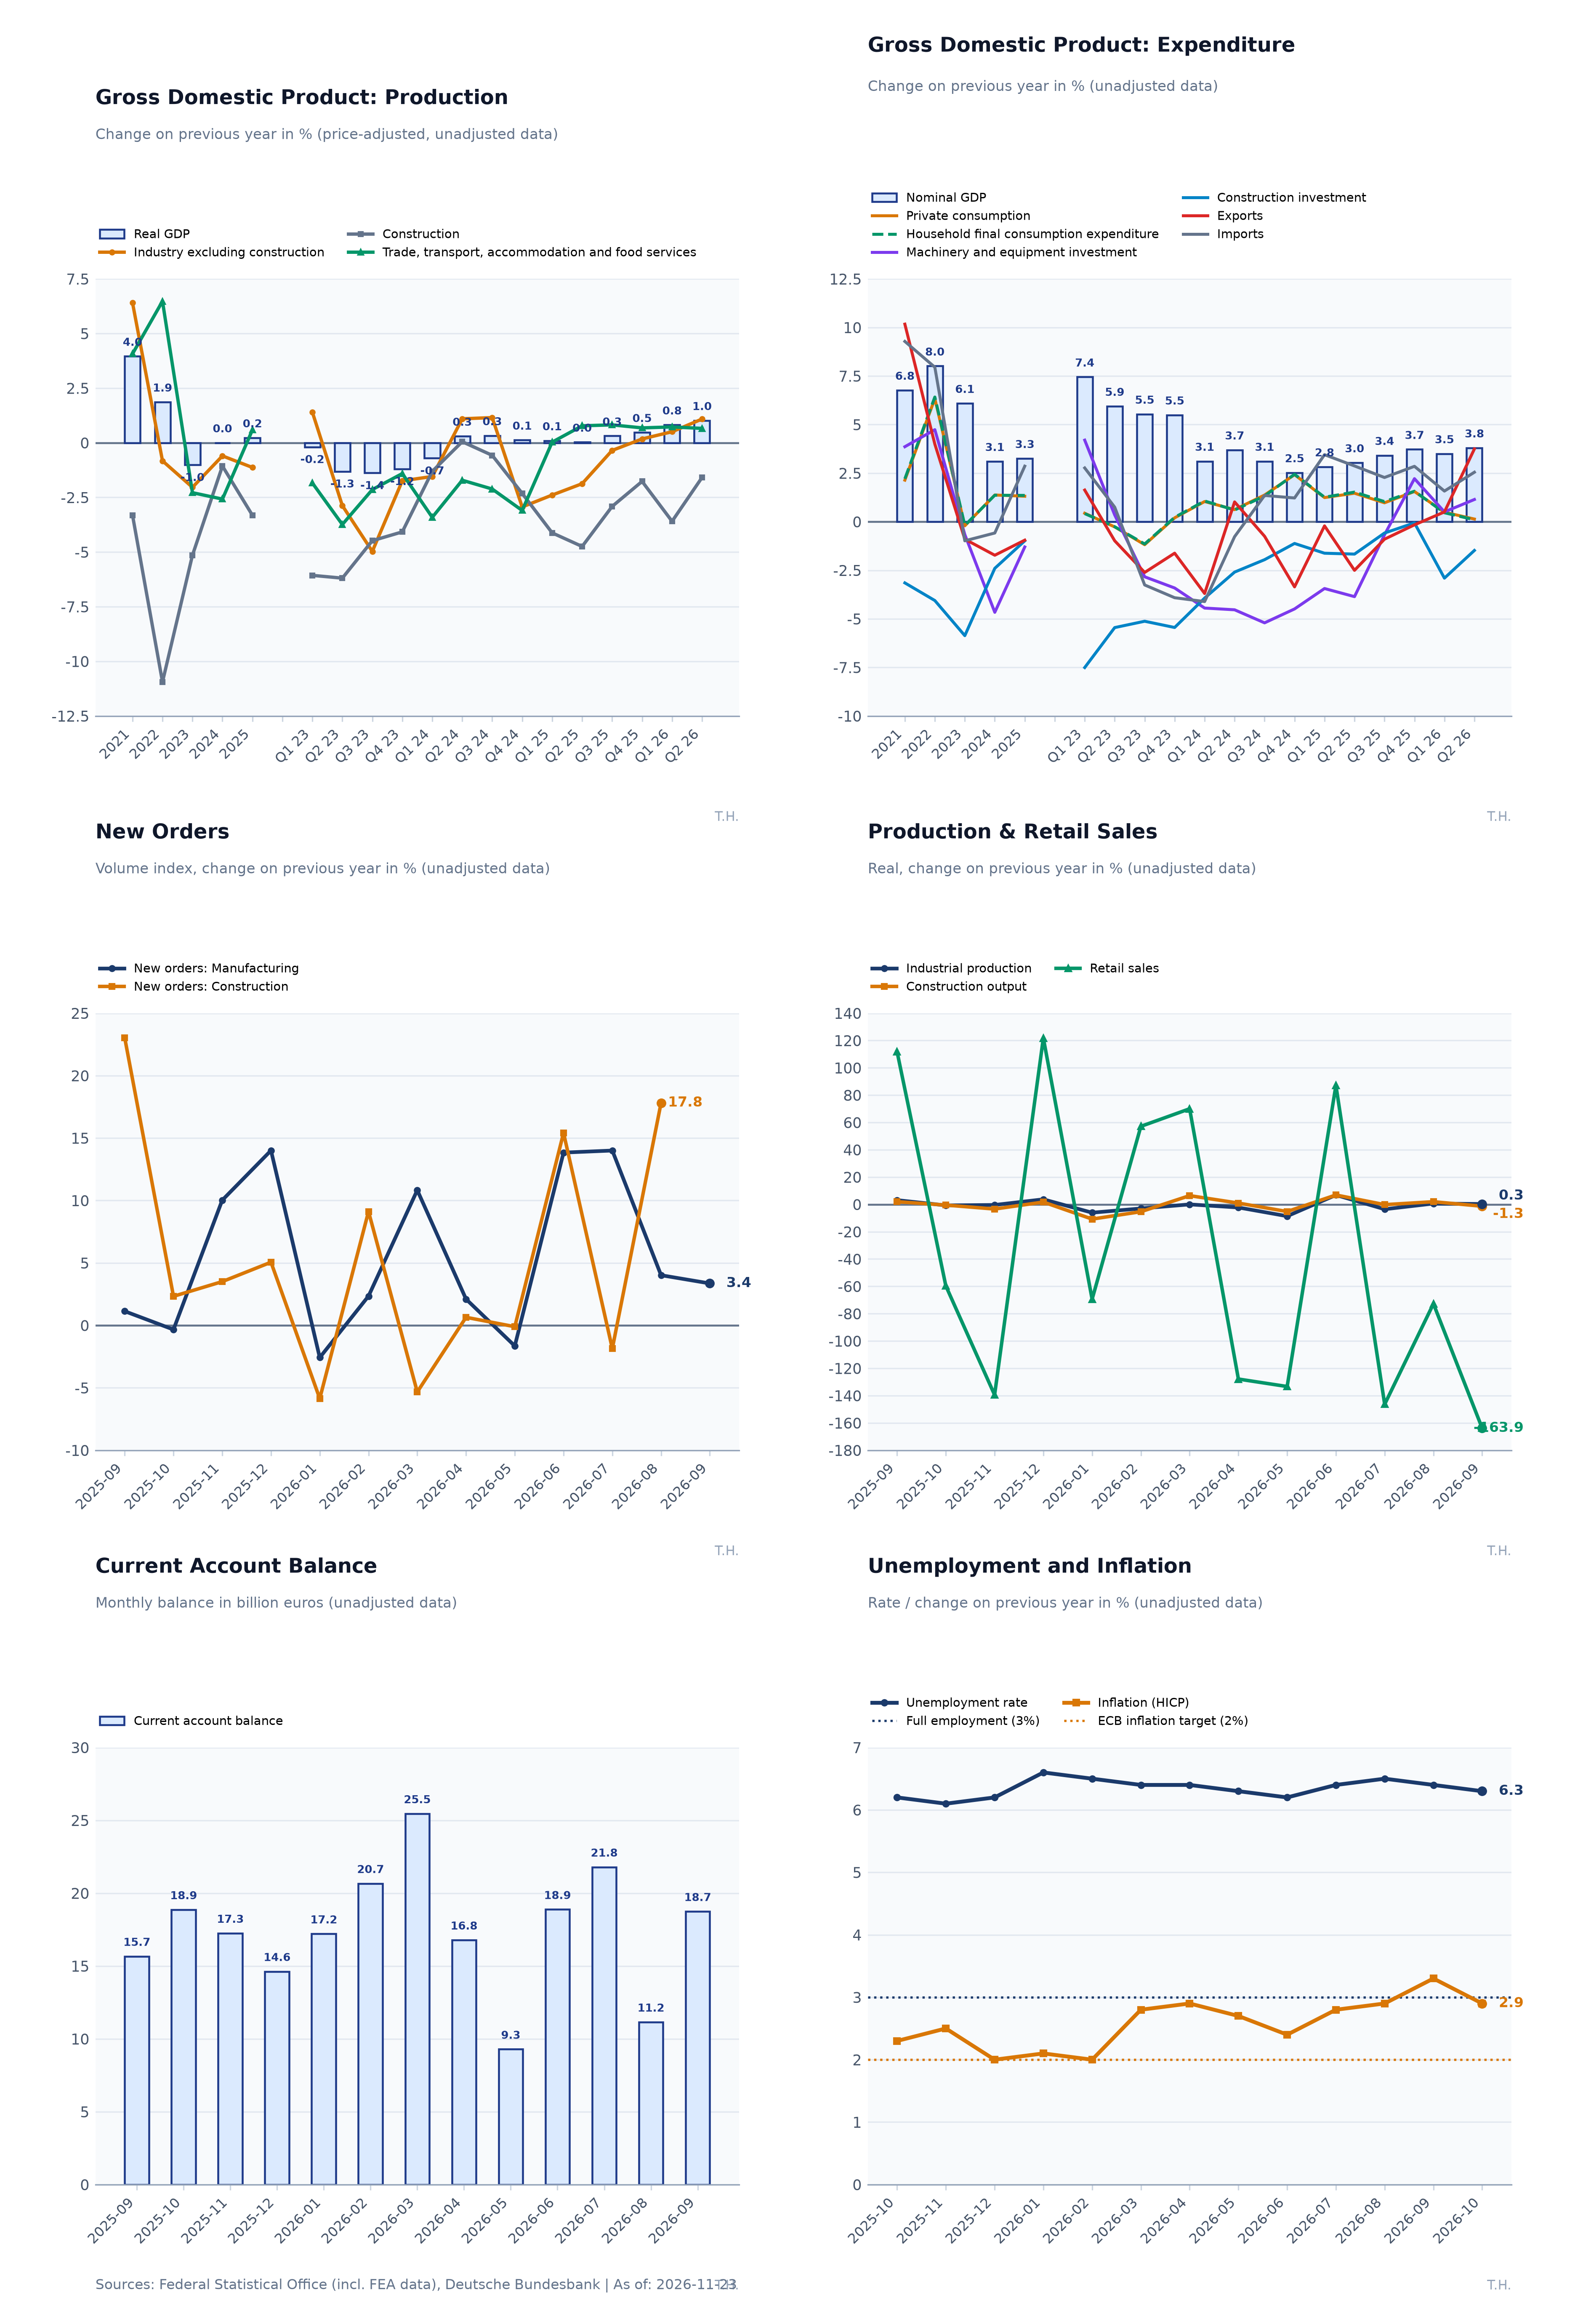 Gross Domestic Product: Production
Change on previous year in % (price-adjusted, unadjusted data)
Real GDP
Industry excluding construction
Construction
Trade, transport, accommodation and food services
7.5
5
2.5
0
-2.5
-5
-7.5
-10
-12.5
4.0
1.9
-1.0
0.0
0.2
-0.2
-1.3
-1.4
-1.2
-0.7
0.3
0.3
0.1
0.1
0.0
0.3
0.5
0.8
1.0
2021
2022
2023
2024
2025
Q1 23
Q2 23
Q3 23
Q4 23
Q1 24
Q2 24
Q3 24
Q4 24
Q1 25
Q2 25
Q3 25
Q4 25
Q1 26
Q2 26
T.H.
Gross Domestic Product: Expenditure
Change on previous year in % (unadjusted data)
Nominal GDP
Private consumption
Household final consumption expenditure
Machinery and equipment investment
Construction investment
Exports
Imports
12.5
10
7.5
5
2.5
0
-2.5
-5
-7.5
-10
6.8
8.0
6.1
3.1
3.3
7.4
5.9
5.5
5.5
3.1
3.7
3.1
2.5
2.8
3.0
3.4
3.7
3.5
3.8
2021
2022
2023
2024
2025
Q1 23
Q2 23
Q3 23
Q4 23
Q1 24
Q2 24
Q3 24
Q4 24
Q1 25
Q2 25
Q3 25
Q4 25
Q1 26
Q2 26
T.H.
New Orders
Volume index, change on previous year in % (unadjusted data)
New orders: Manufacturing
New orders: Construction
25
20
15
10
5
0
-5
-10
17.8
3.4
2025-09
2025-10
2025-11
2025-12
2026-01
2026-02
2026-03
2026-04
2026-05
2026-06
2026-07
2026-08
2026-09
T.H.
Production & Retail Sales
Real, change on previous year in % (unadjusted data)
Industrial production
Construction output
Retail sales
140
120
100
80
60
40
20
0
-20
-40
-60
-80
-100
-120
-140
-160
-180
0.3
-1.3
-163.9
2025-09
2025-10
2025-11
2025-12
2026-01
2026-02
2026-03
2026-04
2026-05
2026-06
2026-07
2026-08
2026-09
T.H.
Current Account Balance
Monthly balance in billion euros (unadjusted data)
Current account balance
30
25
20
15
10
5
0
15.7
18.9
17.3
14.6
17.2
20.7
25.5
16.8
9.3
18.9
21.8
11.2
18.7
2025-09
2025-10
2025-11
2025-12
2026-01
2026-02
2026-03
2026-04
2026-05
2026-06
2026-07
2026-08
2026-09
Sources: Federal Statistical Office (incl. FEA data), Deutsche Bundesbank | As of: 2026-11-23
T.H.
Unemployment and Inflation
Rate / change on previous year in % (unadjusted data)
Unemployment rate
Full employment (3%)
Inflation (HICP)
ECB inflation target (2%)
7
6
5
4
3
2
1
0
6.3
2.9
2025-10
2025-11
2025-12
2026-01
2026-02
2026-03
2026-04
2026-05
2026-06
2026-07
2026-08
2026-09
2026-10
T.H.